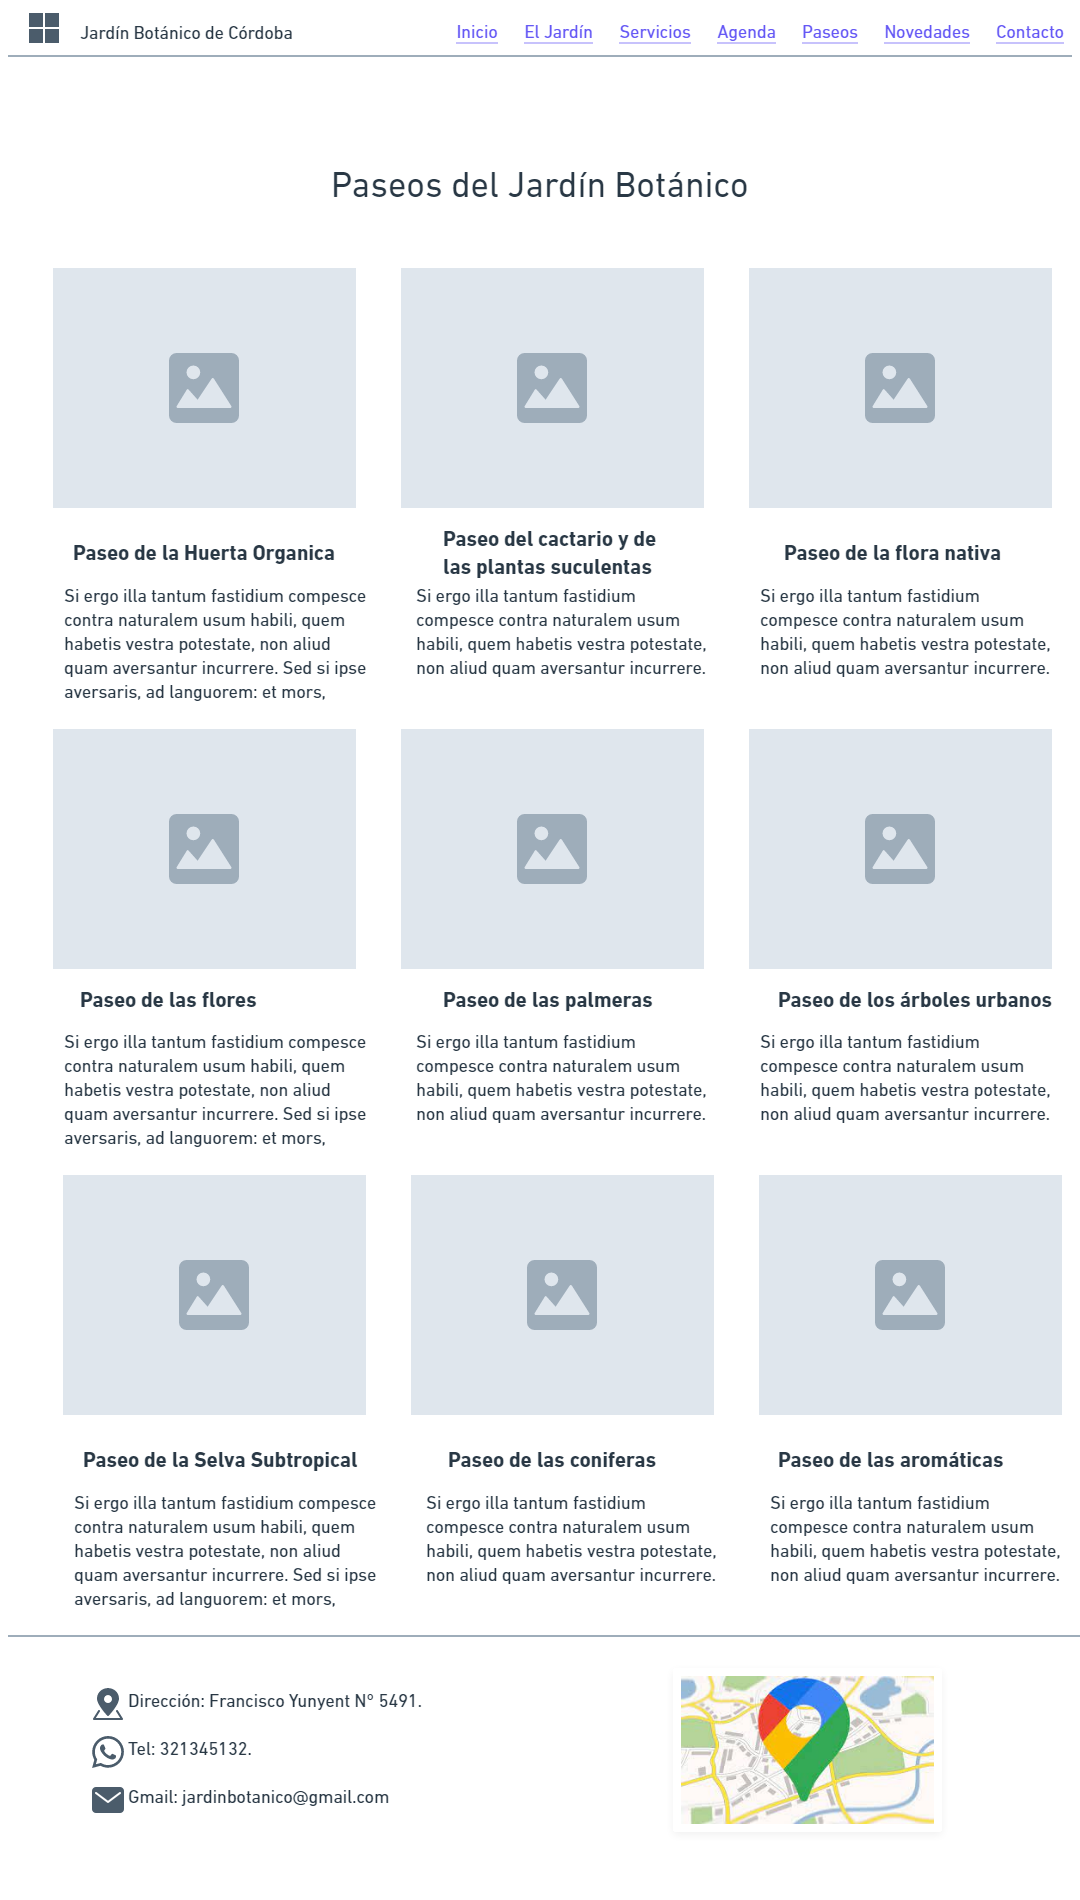 Jardín Botánico de Córdoba
Inicio El Jardín Servicios Agenda Paseos Novedades Contacto
Paseos del Jardín Botánico
Paseo de la Huerta Organica
Si ergo illa tantum fastidium compesce
contra naturalem usum habili, quem
habetis vestra potestate, non aliud
quam aversantur incurrere. Sed si ipse
aversaris, ad languorem: et mors,
Paseo del cactario y de
las plantas suculentas
Si ergo illa tantum fastidium
compesce contra naturalem usum
habili, quem habetis vestra potestate,
non aliud quam aversantur incurrere.
Paseo de la flora nativa
Si ergo illa tantum fastidium
compesce contra naturalem usum
habili, quem habetis vestra potestate,
non aliud quam aversantur incurrere.
Paseo de las flores
Si ergo illa tantum fastidium compesce
contra naturalem usum habili, quem
habetis vestra potestate, non aliud
quam aversantur incurrere. Sed si ipse
aversaris, ad languorem: et mors,
Paseo de las palmeras
Si ergo illa tantum fastidium
compesce contra naturalem usum
habili, quem habetis vestra potestate,
non aliud quam aversantur incurrere.
Paseo de los árboles urbanos
Si ergo illa tantum fastidium
compesce contra naturalem usum
habili, quem habetis vestra potestate,
non aliud quam aversantur incurrere.
Paseo de la Selva Subtropical
Si ergo illa tantum fastidium compesce
contra naturalem usum habili, quem
habetis vestra potestate, non aliud
quam aversantur incurrere. Sed si ipse
aversaris, ad languorem: et mors,
Paseo de las coniferas
Si ergo illa tantum fastidium
compesce contra naturalem usum
habili, quem habetis vestra potestate,
non aliud quam aversantur incurrere.
Paseo de las aromáticas
Si ergo illa tantum fastidium
compesce contra naturalem usum
habili, quem habetis vestra potestate,
non aliud quam aversantur incurrere.
Dirección: Francisco Yunyent N° 5491.
Tel: 321345132.
Gmail: jardinbotanico@gmail.com